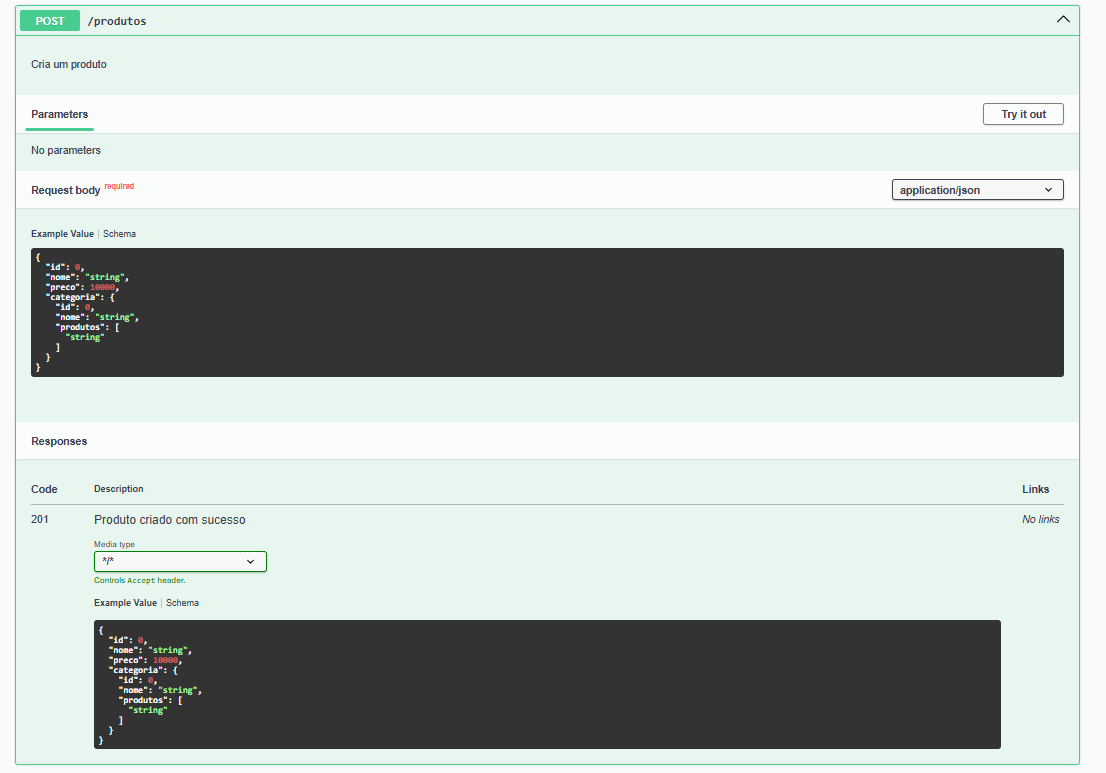 POST /produtos
Cria um produto
Parameters Try it out
No parameters
Request body required application/json
Example Value | Schema
{
  "id": 0,
  "nome": "string",
  "preco": 10000,
  "categoria": {
    "id": 0,
    "nome": "string",
    "produtos": [
      "string"
    ]
  }
}
Responses
Code Description Links
201 Produto criado com sucesso No links
Media type
*/*
Controls Accept header.
Example Value | Schema
{
  "id": 0,
  "nome": "string",
  "preco": 10000,
  "categoria": {
    "id": 0,
    "nome": "string",
    "produtos": [
      "string"
    ]
  }
}